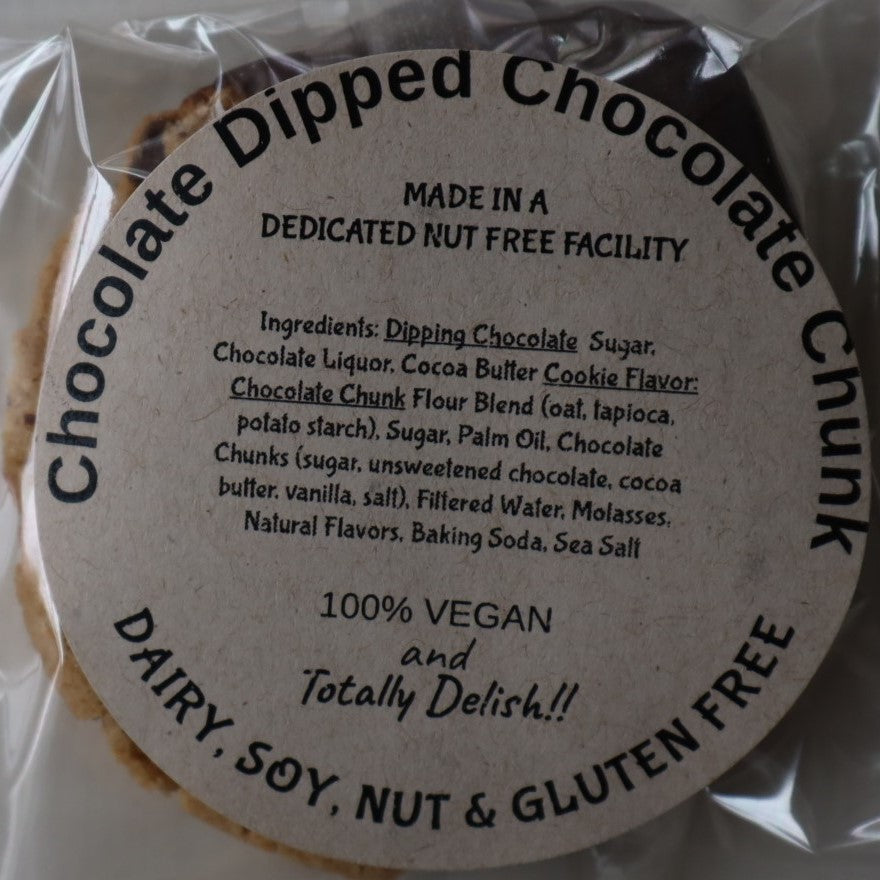 Chocolate Dipped Chocolate Chunk
MADE IN A
DEDICATED NUT FREE FACILITY
Ingredients: Dipping Chocolate Sugar,
Chocolate Liquor, Cocoa Butter Cookie Flavor:
Chocolate Chunk Flour Blend (oat, tapioca,
potato starch), Sugar, Palm Oil, Chocolate
Chunks (sugar, unsweetened chocolate, cocoa
butter, vanilla, salt), Filtered Water, Molasses,
Natural Flavors, Baking Soda, Sea Salt
100% VEGAN
and
Totally Delish!!
DAIRY, SOY, NUT & GLUTEN FREE